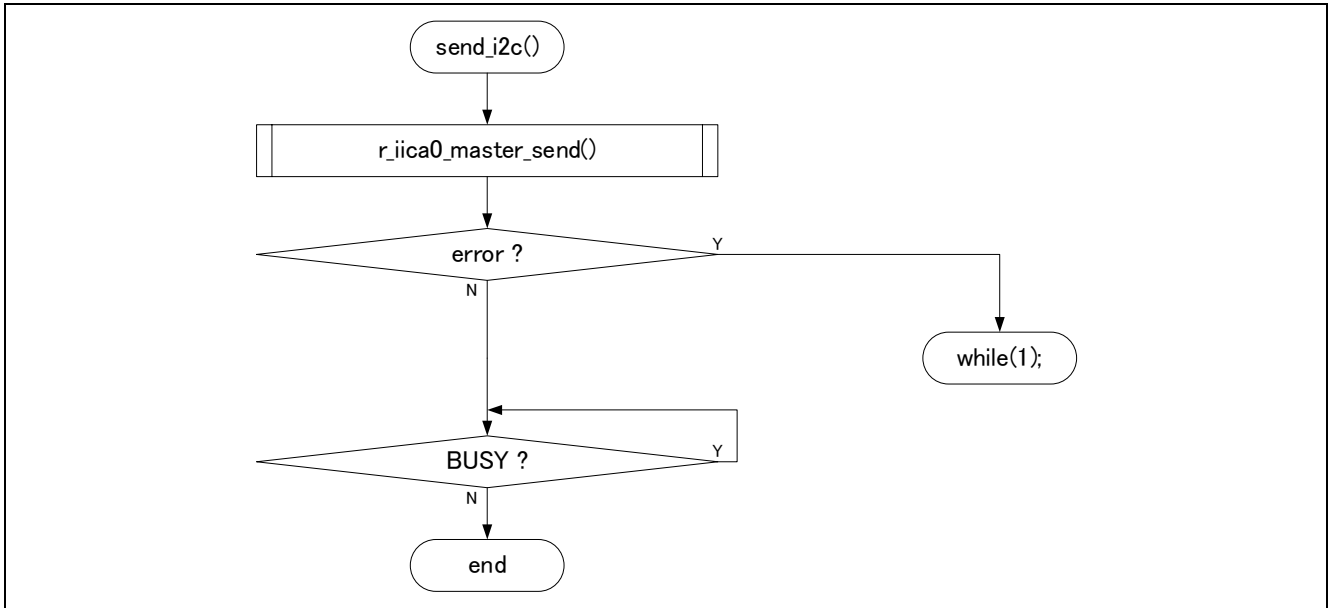 send_i2c()
r_iica0_master_send()
error ?
Y
N
while(1);
BUSY ?
Y
N
end